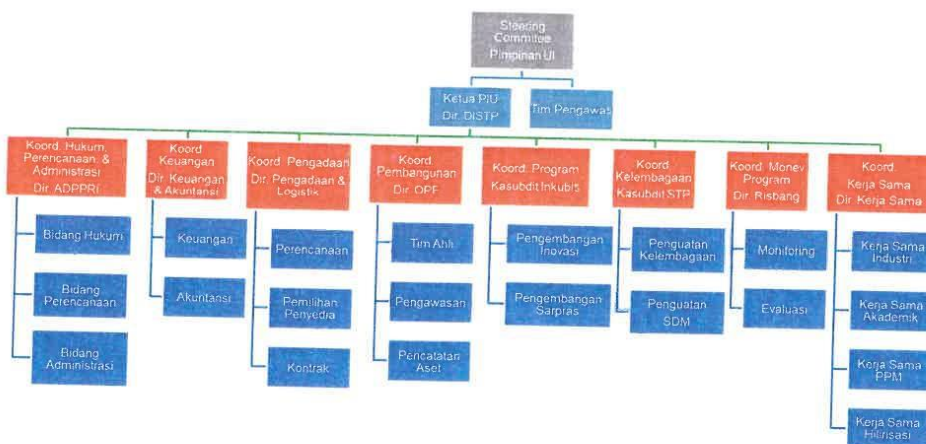 Steering
Commitee
Pimpinan UI
Ketua PIU
Dir. DISTP
Tim Pengawas
Koord. Hukum,
Perencanaan, &
Administrasi
Dir. ADPPRI
Koord.
Keuangan
Dir. Keuangan
& Akuntansi
Koord. Pengadaan
Dir. Pengadaan &
Logistik
Koord.
Pembangunan
Dir. OPF
Koord. Program
Kasubdit Inkubis
Koord.
Kelembagaan
Kasubdit STP
Koord. Monev
Program
Dir. Risbang
Koord.
Kerja Sama
Dir. Kerja Sama
Bidang Hukum
Bidang
Perencanaan
Bidang
Administrasi
Keuangan
Akuntansi
Perencanaan
Pemilihan
Penyedia
Kontrak
Tim Ahli
Pengawasan
Pencatatan
Aset
Pengembangan
Inovasi
Pengembangan
Sarpras
Penguatan
Kelembagaan
Penguatan
SDM
Monitoring
Evaluasi
Kerja Sama
Industri
Kerja Sama
Akademik
Kerja Sama
PPM
Kerja Sama
Hilirisasi